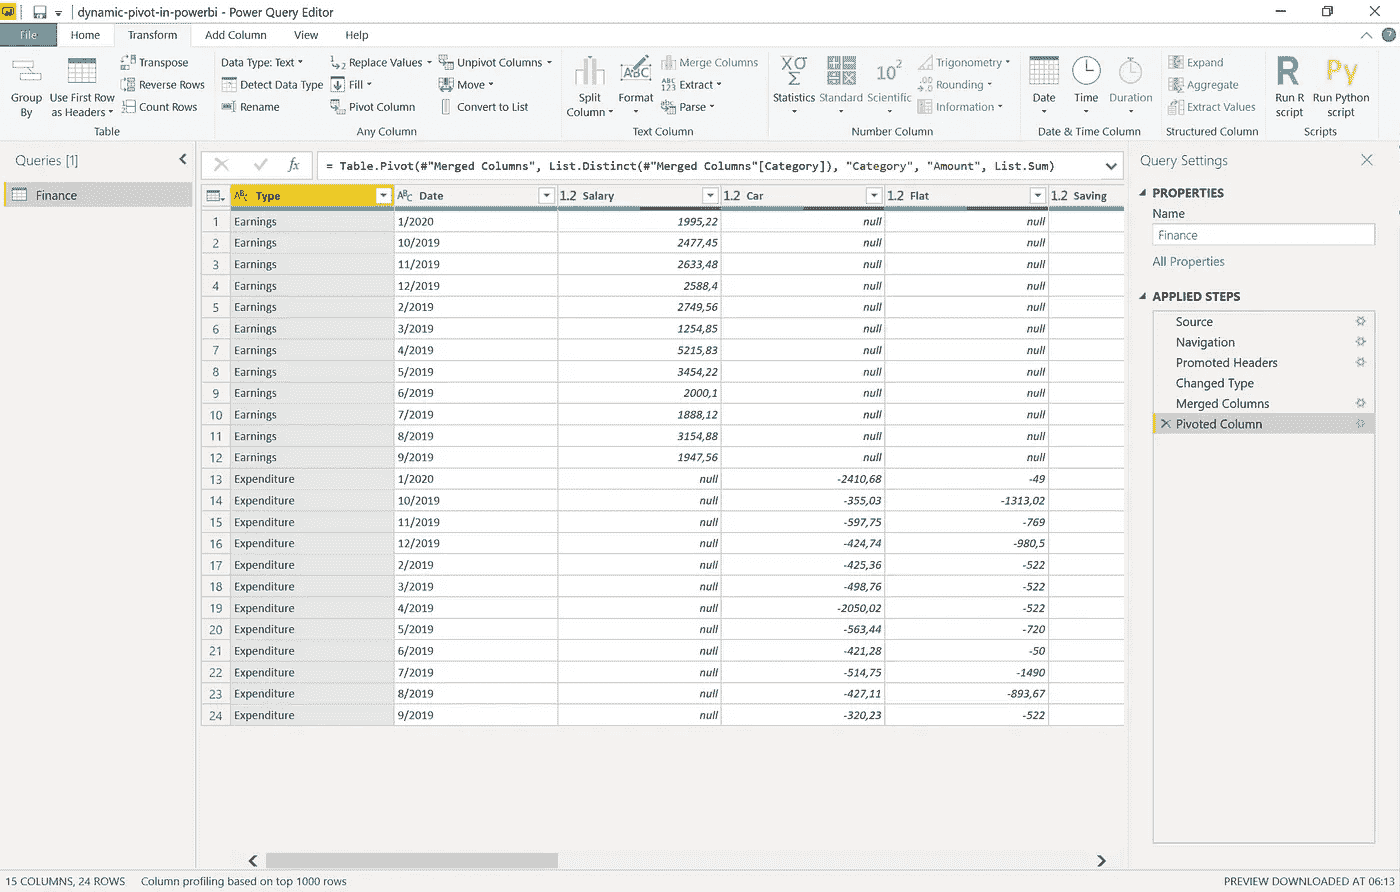 dynamic-pivot-in-powerbi - Power Query Editor
File Home Transform Add Column View Help
Group By
Use First Row as Headers
Transpose
Reverse Rows
Count Rows
Table
Data Type: Text
Detect Data Type
Rename
Replace Values
Fill
Pivot Column
Unpivot Columns
Move
Convert to List
Any Column
Split Column
Format
ABC
Merge Columns
ABC 123 Extract
abc Parse
Text Column
XΟ Σ Statistics
Standard
10² Scientific
Trigonometry
Rounding
Information
Number Column
Date
Time
Duration
Date & Time Column
Expand
Aggregate
Extract Values
Structured Column
R Run R script
Py Run Python script
Scripts
Queries [1]
Finance
fx = Table.Pivot(#"Merged Columns", List.Distinct(#"Merged Columns"[Category]), "Category", "Amount", List.Sum)
ABC Type ABC Date 1.2 Salary 1.2 Car 1.2 Flat 1.2 Saving
1 Earnings 1/2020 1995,22 null null
2 Earnings 10/2019 2477,45 null null
3 Earnings 11/2019 2633,48 null null
4 Earnings 12/2019 2588,4 null null
5 Earnings 2/2019 2749,56 null null
6 Earnings 3/2019 1254,85 null null
7 Earnings 4/2019 5215,83 null null
8 Earnings 5/2019 3454,22 null null
9 Earnings 6/2019 2000,1 null null
10 Earnings 7/2019 1888,12 null null
11 Earnings 8/2019 3154,88 null null
12 Earnings 9/2019 1947,56 null null
13 Expenditure 1/2020 null -2410,68 -49
14 Expenditure 10/2019 null -355,03 -1313,02
15 Expenditure 11/2019 null -597,75 -769
16 Expenditure 12/2019 null -424,74 -980,5
17 Expenditure 2/2019 null -425,36 -522
18 Expenditure 3/2019 null -498,76 -522
19 Expenditure 4/2019 null -2050,02 -522
20 Expenditure 5/2019 null -563,44 -720
21 Expenditure 6/2019 null -421,28 -50
22 Expenditure 7/2019 null -514,75 -1490
23 Expenditure 8/2019 null -427,11 -893,67
24 Expenditure 9/2019 null -320,23 -522
Query Settings
PROPERTIES
Name
Finance
All Properties
APPLIED STEPS
Source
Navigation
Promoted Headers
Changed Type
Merged Columns
Pivoted Column
15 COLUMNS, 24 ROWS Column profiling based on top 1000 rows
PREVIEW DOWNLOADED AT 06:13